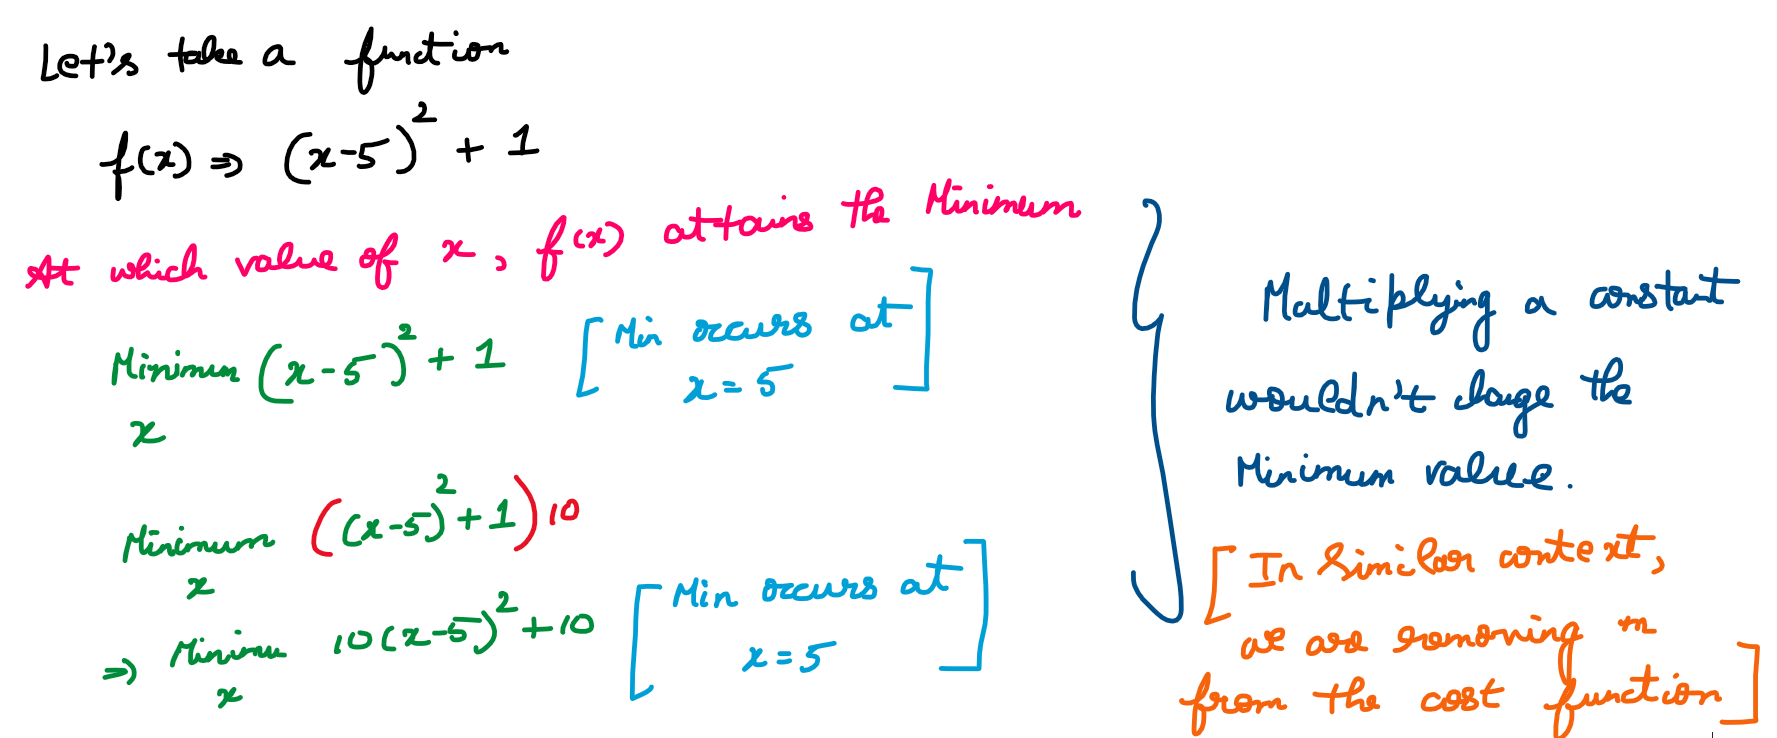 Let's take a function
f(x) ⇒ (x-5)² + 1
At which value of x, f(x) attains the Minimum
Minimum (x-5)² + 1
x
[Min occurs at
x = 5]
Minimum ((x-5)² + 1) 10
x
⇒ Minimu 10(x-5)² + 10
x
[Min occurs at
x = 5]
Multiplying a constant
wouldn't change the
Minimum value.
[In similar context,
we are removing m
from the cost function]